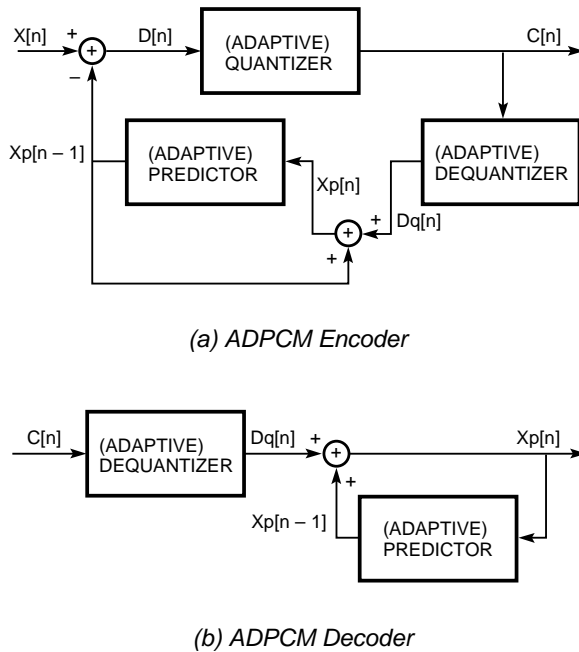 X[n]
+
+
−
D[n]
(ADAPTIVE)
QUANTIZER
C[n]
Xp[n − 1]
(ADAPTIVE)
PREDICTOR
Xp[n]
(ADAPTIVE)
DEQUANTIZER
+
Dq[n]
+
+
(a) ADPCM Encoder
C[n]
(ADAPTIVE)
DEQUANTIZER
Dq[n]
+
+
Xp[n]
+
Xp[n − 1]
(ADAPTIVE)
PREDICTOR
(b) ADPCM Decoder